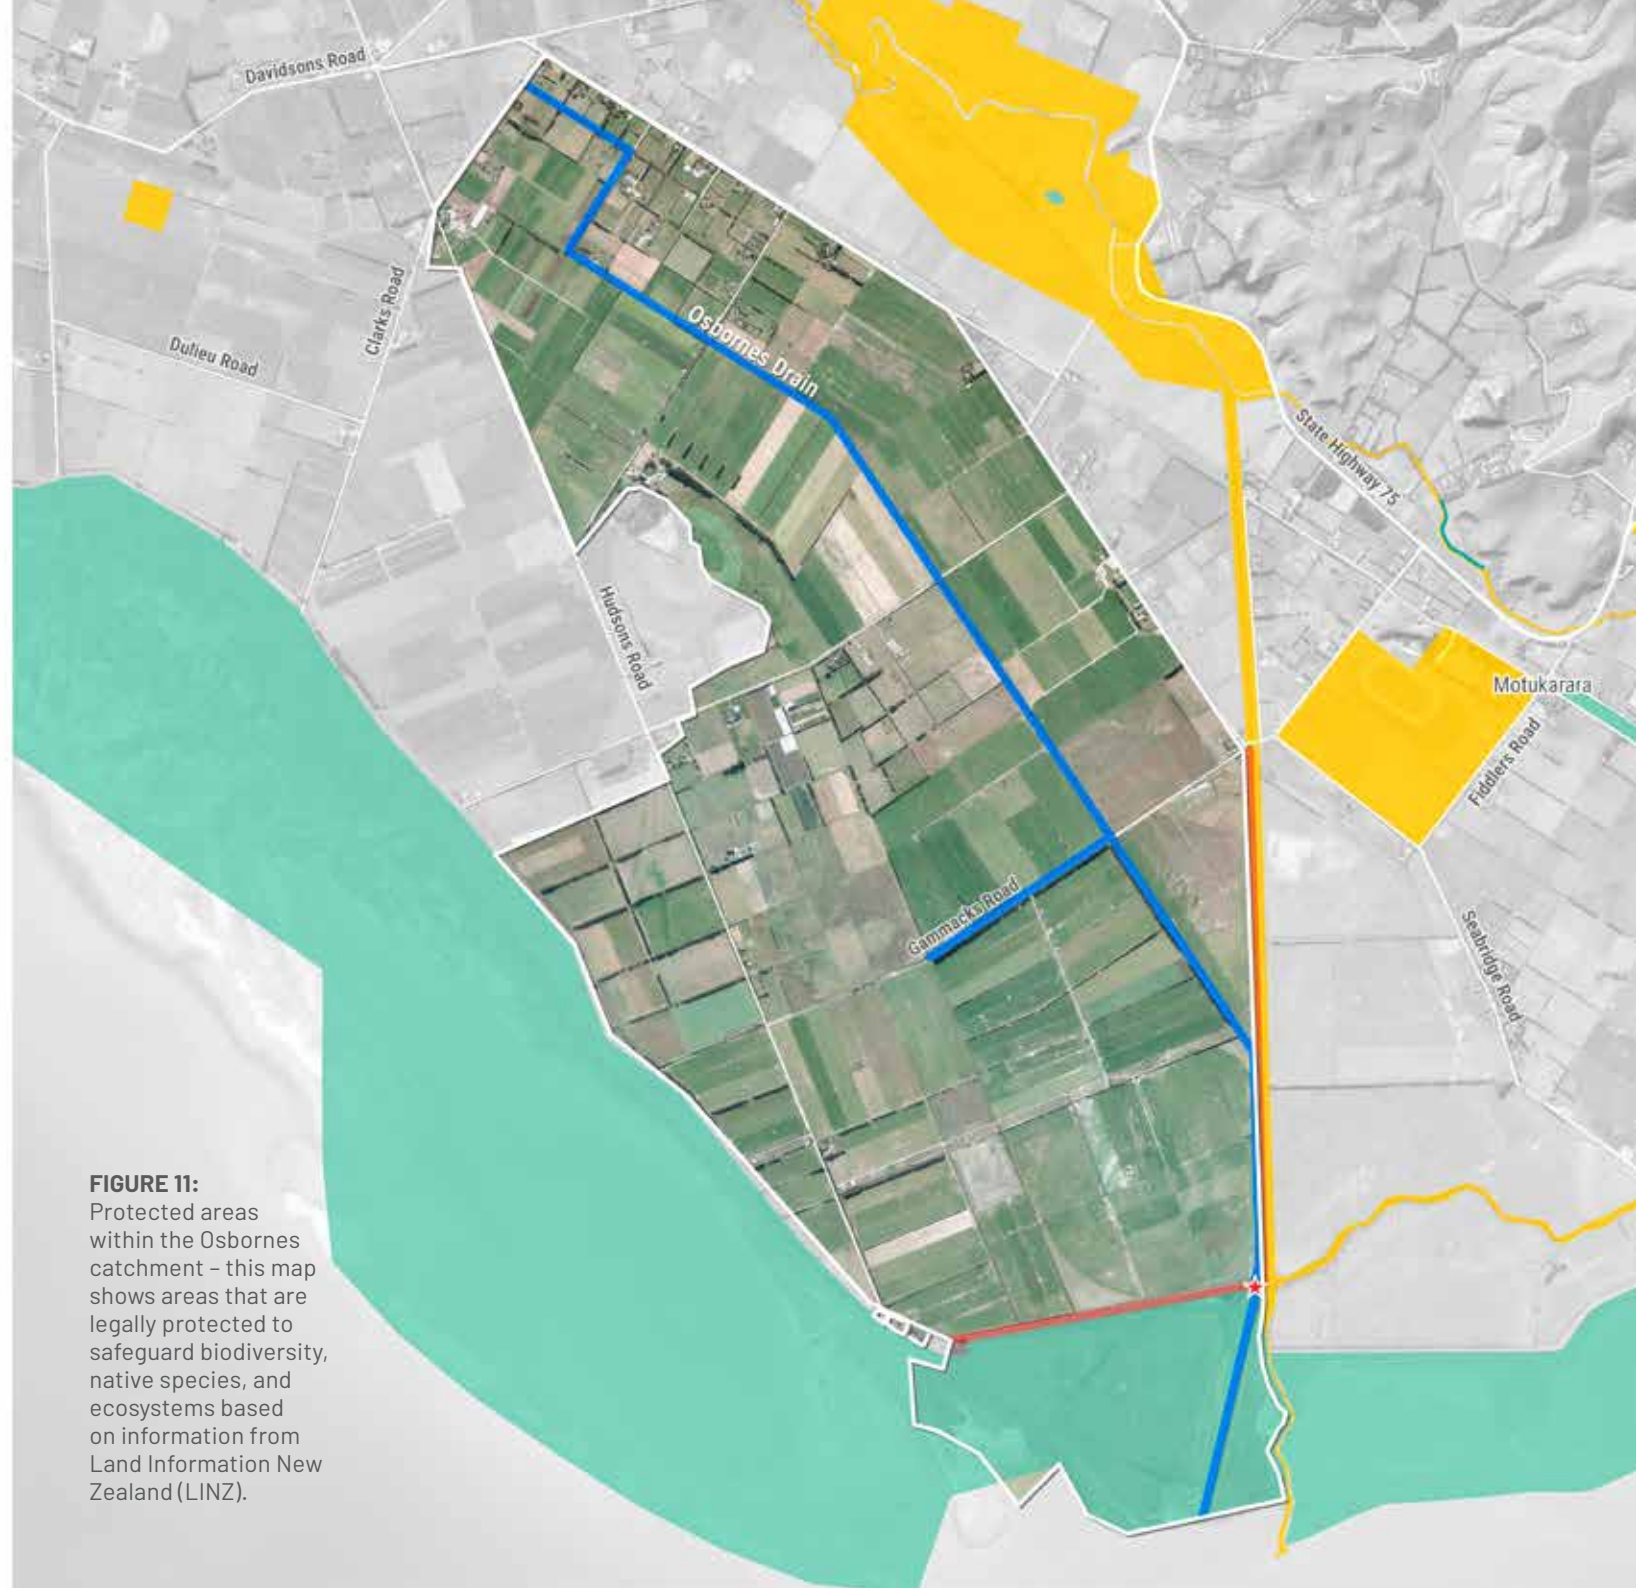 Davidsons Road
Clarks Road
Dufieu Road
Osbornes Drain
State Highway 75
Hudsons Road
Motukarara
Fiddlers Road
Gammacks Road
Seabridge Road
FIGURE 11:
Protected areas
within the Osbornes
catchment – this map
shows areas that are
legally protected to
safeguard biodiversity,
native species, and
ecosystems based
on information from
Land Information New
Zealand (LINZ).